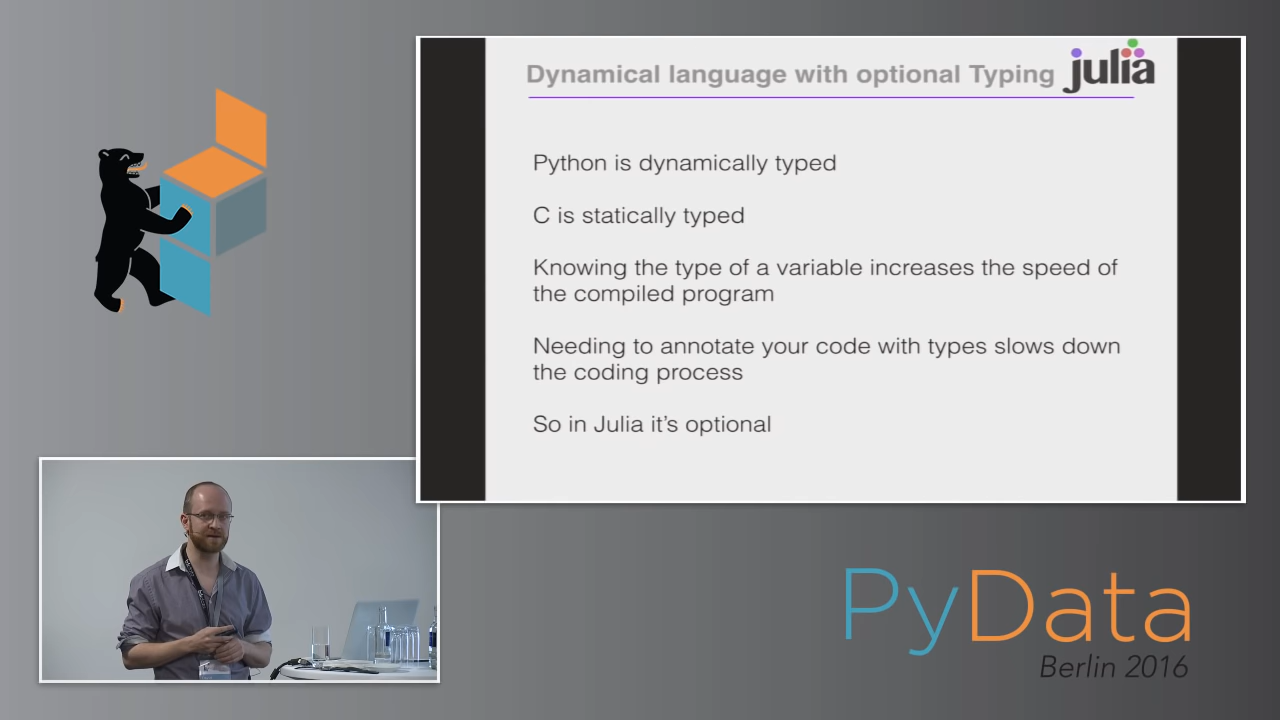 Dynamical language with optional Typing
julia
Python is dynamically typed
C is statically typed
Knowing the type of a variable increases the speed of
the compiled program
Needing to annotate your code with types slows down
the coding process
So in Julia it's optional
PyData
Berlin 2016